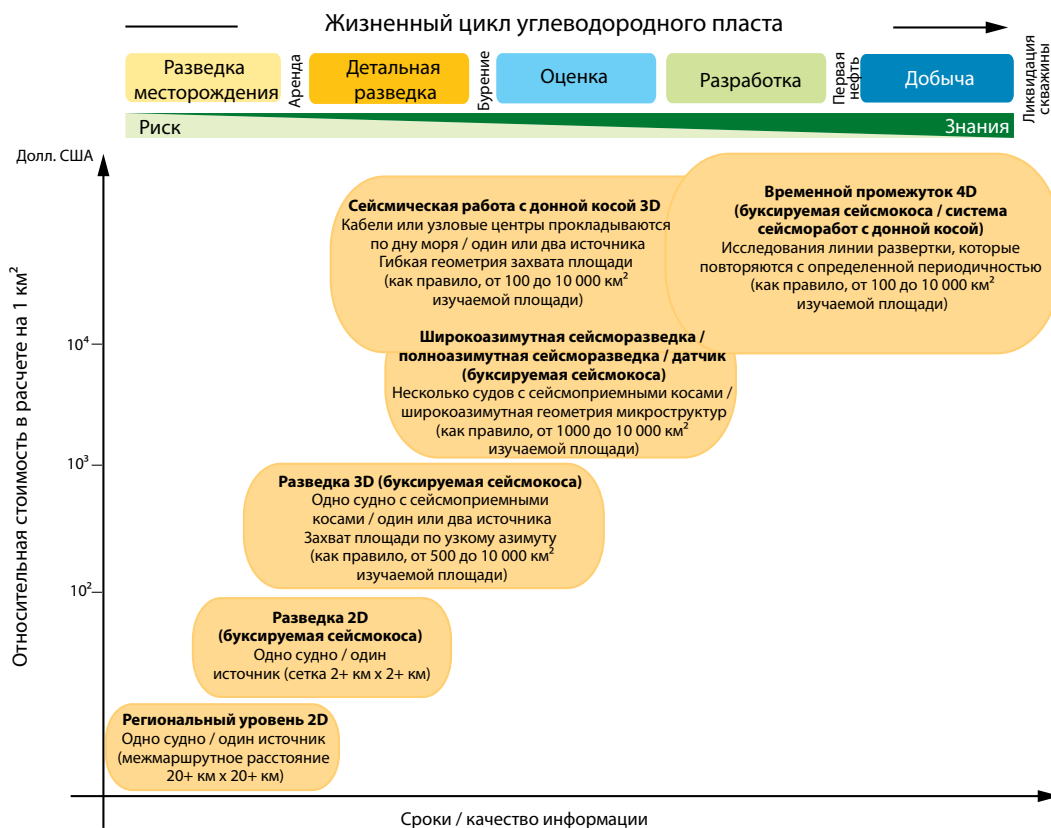 Жизненный цикл углеводородного пласта
Разведка
месторождения
Аренда
Детальная
разведка
Бурение
Оценка
Разработка
Первая
нефть
Добыча
Ликвидация
скважины
Риск
Знания
Долл. США
Относительная стоимость в расчете на 1 км²
10⁴
10³
10²
Сейсмическая работа с донной косой 3D
Кабели или узловые центры прокладываются
по дну моря / один или два источника
Гибкая геометрия захвата площади
(как правило, от 100 до 10 000 км²
изучаемой площади)
Временной промежуток 4D
(буксируемая сейсмокоса / система
сейсморабот с донной косой)
Исследования линии развертки, которые
повторяются с определенной периодичностью
(как правило, от 100 до 10 000 км²
изучаемой площади)
Широкоазимутная сейсморазведка /
полноазимутная сейсморазведка / датчик
(буксируемая сейсмокоса)
Несколько судов с сейсмоприемными косами /
широкоазимутная геометрия микроструктур
(как правило, от 1000 до 10 000 км²
изучаемой площади)
Разведка 3D (буксируемая сейсмокоса)
Одно судно с сейсмоприемными
косами / один или два источника
Захват площади по узкому азимуту
(как правило, от 500 до 10 000 км²
изучаемой площади)
Разведка 2D
(буксируемая сейсмокоса)
Одно судно / один
источник (сетка 2+ км x 2+ км)
Региональный уровень 2D
Одно судно / один источник
(межмаршрутное расстояние
20+ км x 20+ км)
Сроки / качество информации